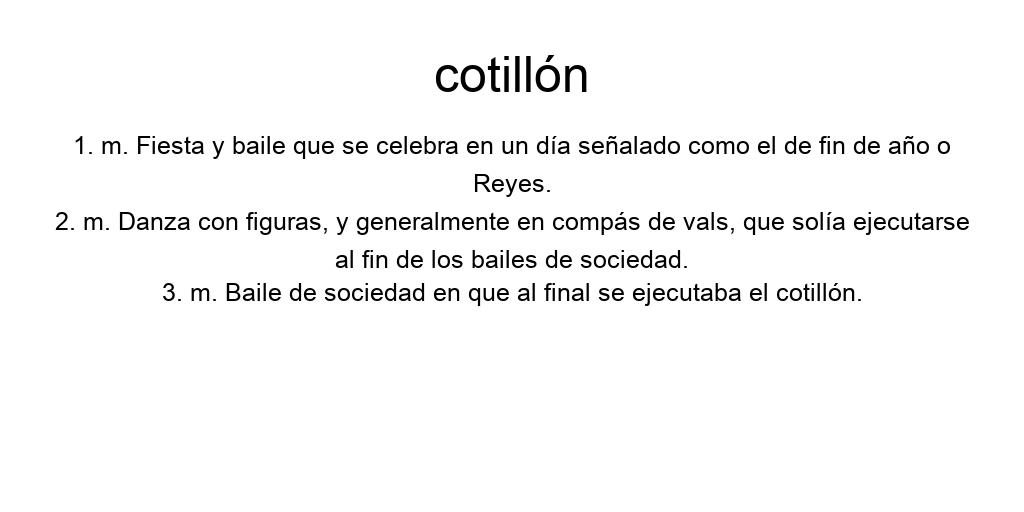 cotillón
1. m. Fiesta y baile que se celebra en un día señalado como el de fin de año o
Reyes.
2. m. Danza con figuras, y generalmente en compás de vals, que solía ejecutarse
al fin de los bailes de sociedad.
3. m. Baile de sociedad en que al final se ejecutaba el cotillón.